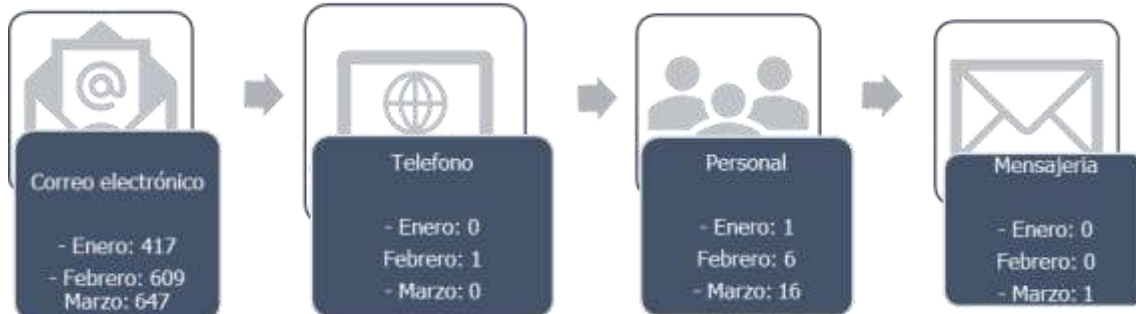 Correo electrónico
- Enero: 417
- Febrero: 609
Marzo: 647
Telefono
- Enero: 0
Febrero: 1
- Marzo: 0
Personal
- Enero: 1
Febrero: 6
- Marzo: 16
Mensajeria
- Enero: 0
Febrero: 0
- Marzo: 1